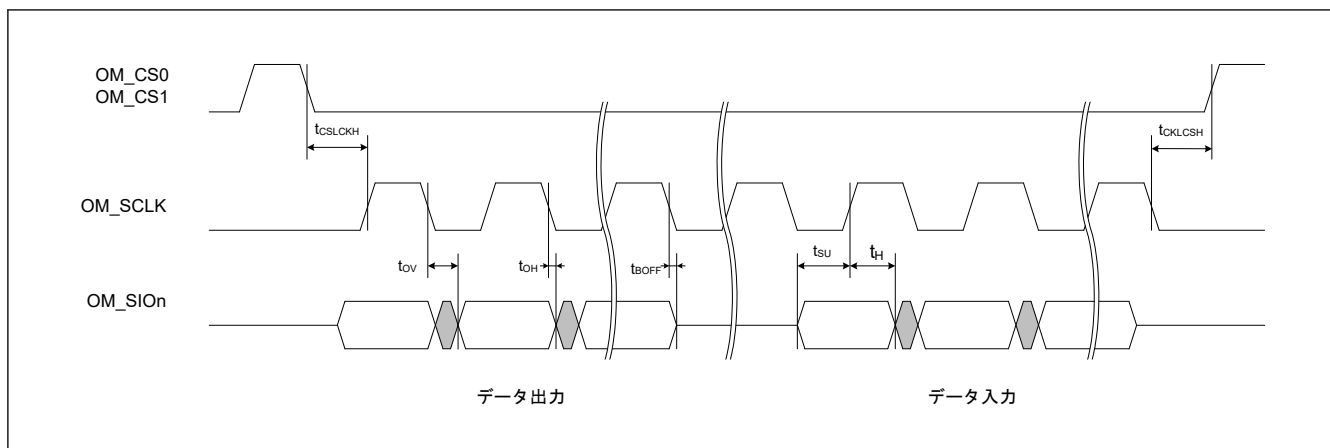 OM_CS0
OM_CS1
tCSLCKH
tCKLCSH
OM_SCLK
tOV
tOH
tBOFF
tSU
tH
OM_SIOn
データ出力
データ入力